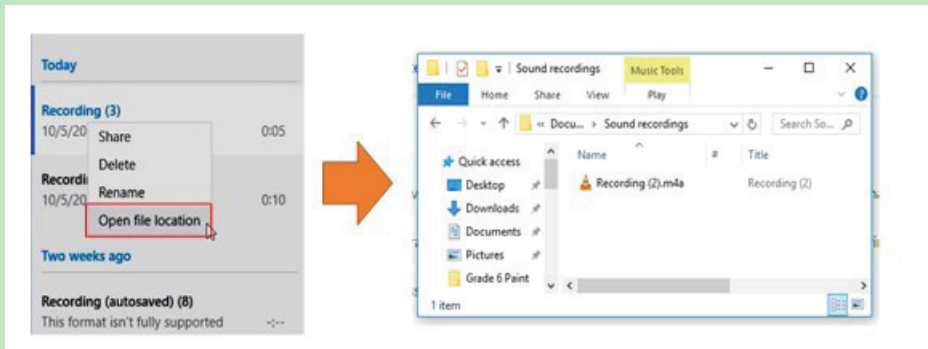 Today
Recording (3)
10/5/20
0:05
Share
Delete
Recordi
Rename
10/5/20
0:10
Open file location
Two weeks ago
Recording (autosaved) (8)
This format isn't fully supported
-:--
Sound recordings
Music Tools
File Home Share View Play
« Docu... › Sound recordings
Search So...
Quick access
Desktop
Downloads
Documents
Pictures
Grade 6 Paint
Name # Title
Recording (2).m4a Recording (2)
1 item